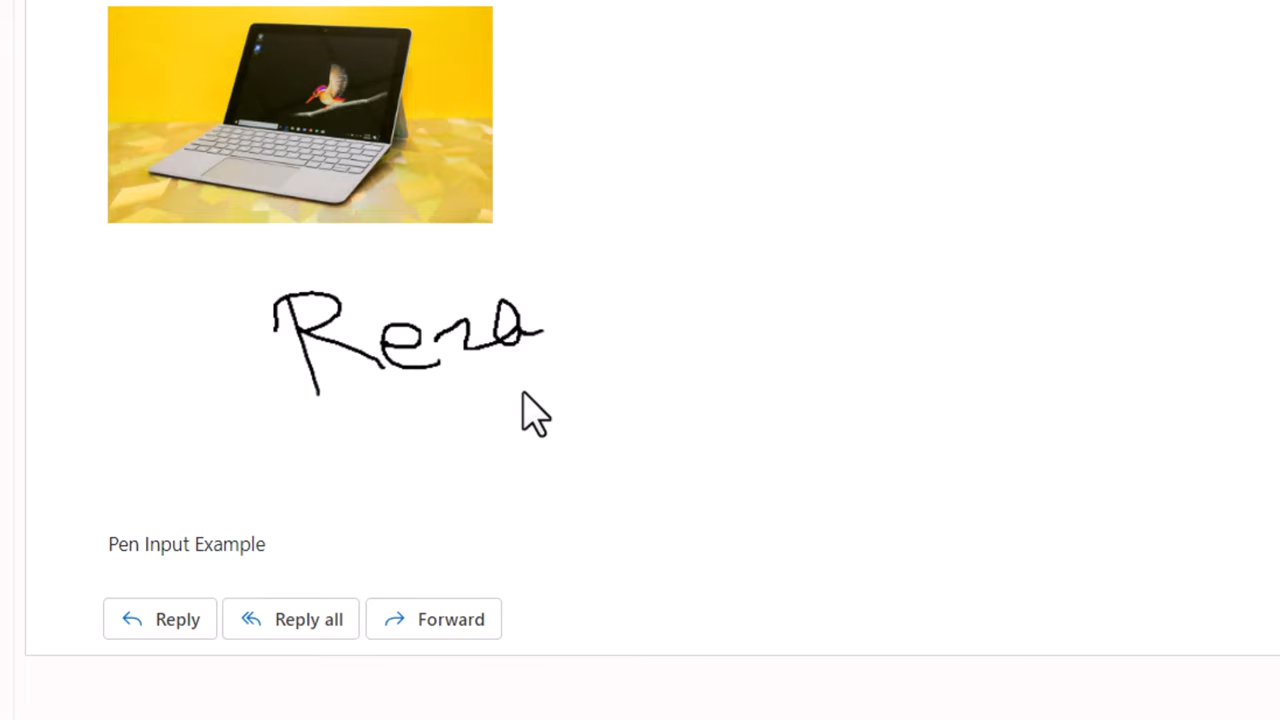 Reza
Pen Input Example
Reply
Reply all
Forward